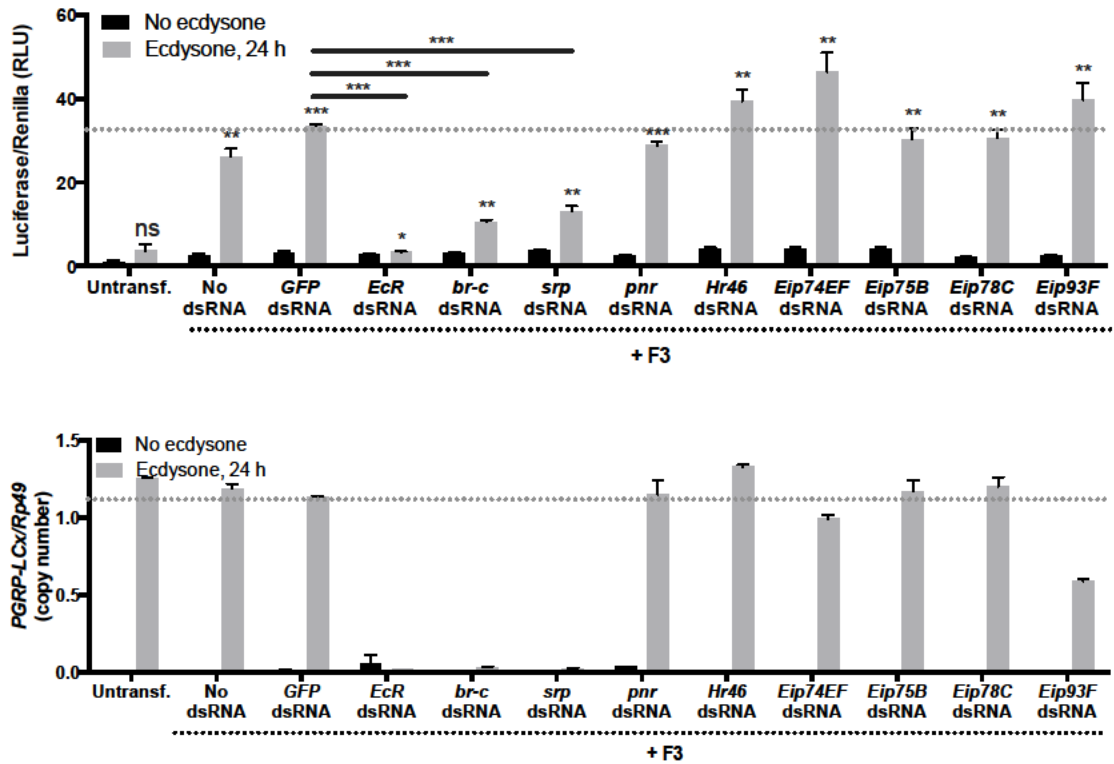 Luciferase/Renilla (RLU)
60
40
20
0
No ecdysone
Ecdysone, 24 h
***
***
***
ns
**
***
*
**
**
***
**
**
**
**
**
Untransf.
No dsRNA
GFP dsRNA
EcR dsRNA
br-c dsRNA
srp dsRNA
pnr dsRNA
Hr46 dsRNA
Eip74EF dsRNA
Eip75B dsRNA
Eip78C dsRNA
Eip93F dsRNA
+ F3
PGRP-LCx/Rp49
(copy number)
1.5
1.0
0.5
0.0
No ecdysone
Ecdysone, 24 h
Untransf.
No dsRNA
GFP dsRNA
EcR dsRNA
br-c dsRNA
srp dsRNA
pnr dsRNA
Hr46 dsRNA
Eip74EF dsRNA
Eip75B dsRNA
Eip78C dsRNA
Eip93F dsRNA
+ F3